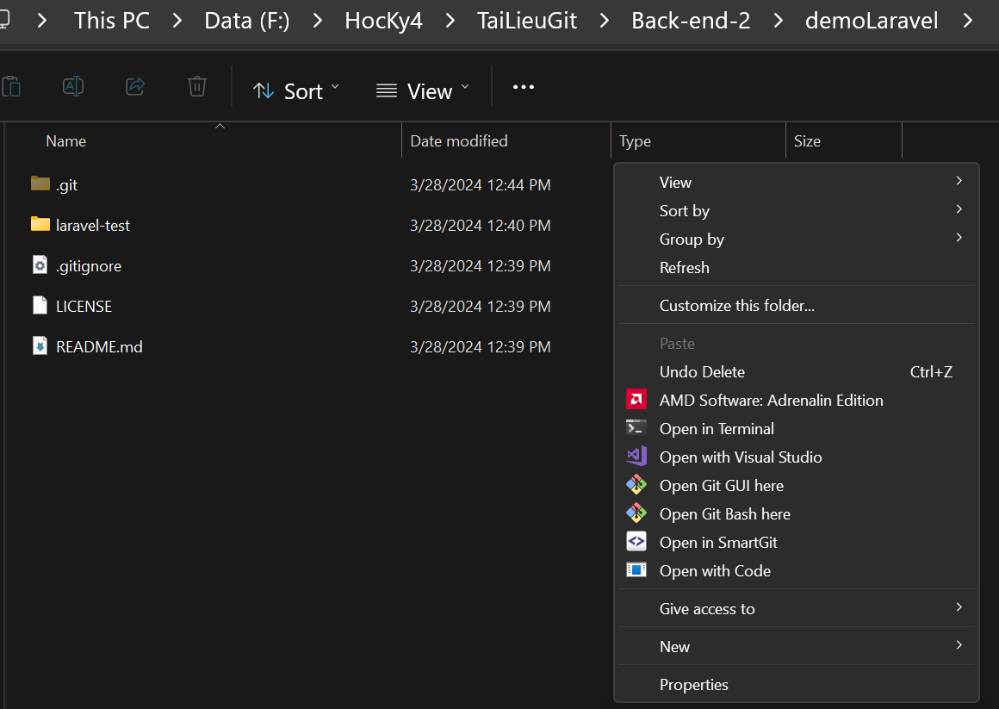 This PC > Data (F:) > HocKy4 > TaiLieuGit > Back-end-2 > demoLaravel >
Sort View ...
Name Date modified Type Size
.git 3/28/2024 12:44 PM
laravel-test 3/28/2024 12:40 PM
.gitignore 3/28/2024 12:39 PM
LICENSE 3/28/2024 12:39 PM
README.md 3/28/2024 12:39 PM
View
Sort by
Group by
Refresh
Customize this folder...
Paste
Undo Delete Ctrl+Z
AMD Software: Adrenalin Edition
Open in Terminal
Open with Visual Studio
Open Git GUI here
Open Git Bash here
Open in SmartGit
Open with Code
Give access to
New
Properties